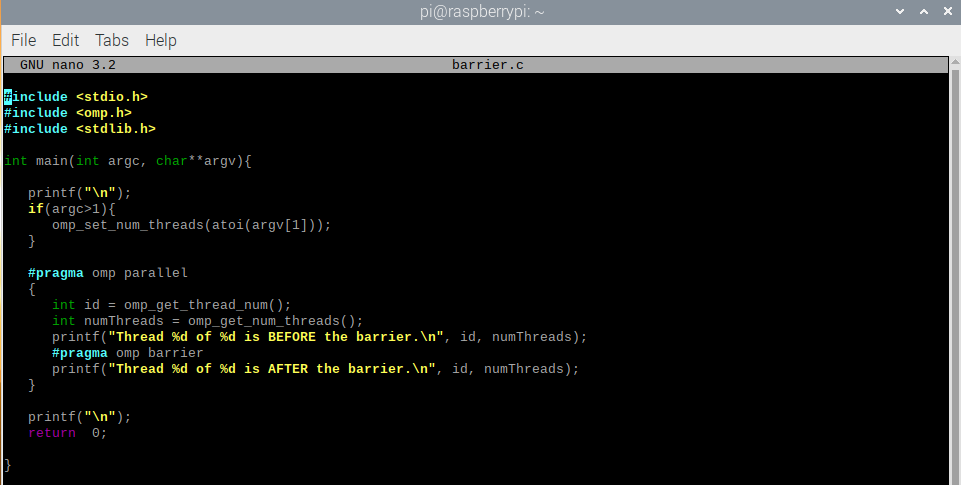 pi@raspberrypi: ~
File Edit Tabs Help
GNU nano 3.2 barrier.c
#include <stdio.h>
#include <omp.h>
#include <stdlib.h>
int main(int argc, char**argv){
printf("\n");
if(argc>1){
omp_set_num_threads(atoi(argv[1]));
}
#pragma omp parallel
{
int id = omp_get_thread_num();
int numThreads = omp_get_num_threads();
printf("Thread %d of %d is BEFORE the barrier.\n", id, numThreads);
#pragma omp barrier
printf("Thread %d of %d is AFTER the barrier.\n", id, numThreads);
}
printf("\n");
return  0;
}